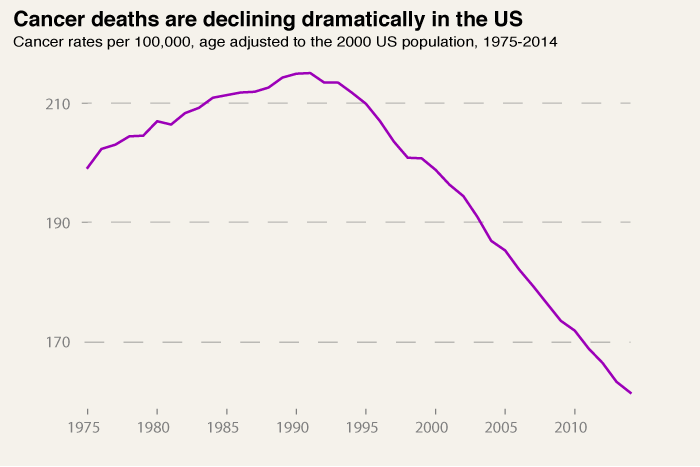 Cancer deaths are declining dramatically in the US
Cancer rates per 100,000, age adjusted to the 2000 US population, 1975-2014
210
190
170
1975 1980 1985 1990 1995 2000 2005 2010